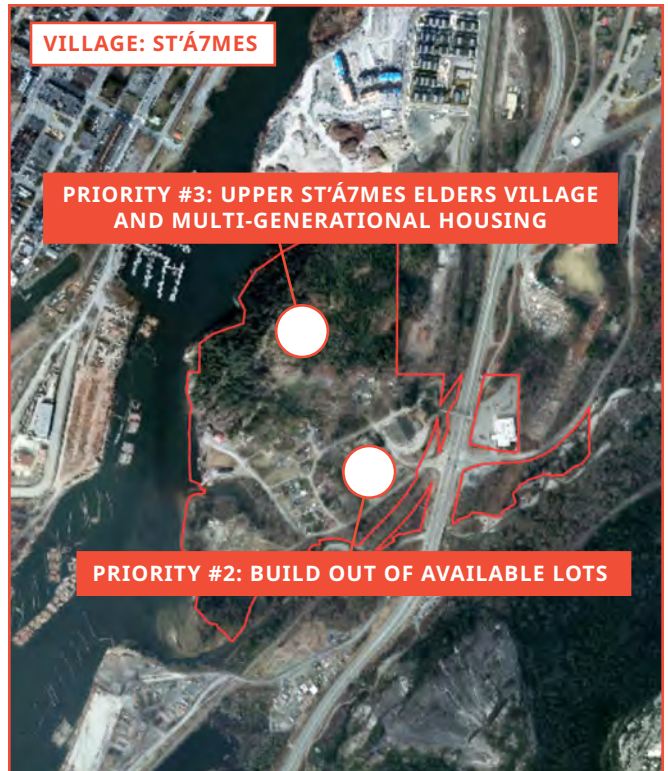 VILLAGE: ST'Á7MES
PRIORITY #3: UPPER ST'Á7MES ELDERS VILLAGE
AND MULTI-GENERATIONAL HOUSING
PRIORITY #2: BUILD OUT OF AVAILABLE LOTS